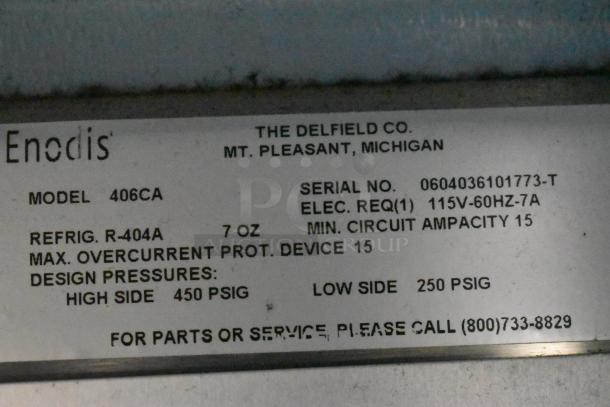 Enodis
THE DELFIELD CO.
MT. PLEASANT, MICHIGAN
MODEL 406CA
SERIAL NO. 0604036101773-T
ELEC. REQ(1) 115V-60HZ-7A
REFRIG. R-404A 7 OZ MIN. CIRCUIT AMPACITY 15
MAX. OVERCURRENT PROT. DEVICE 15
DESIGN PRESSURES:
HIGH SIDE 450 PSIG LOW SIDE 250 PSIG
FOR PARTS OR SERVICE, PLEASE CALL (800)733-8829